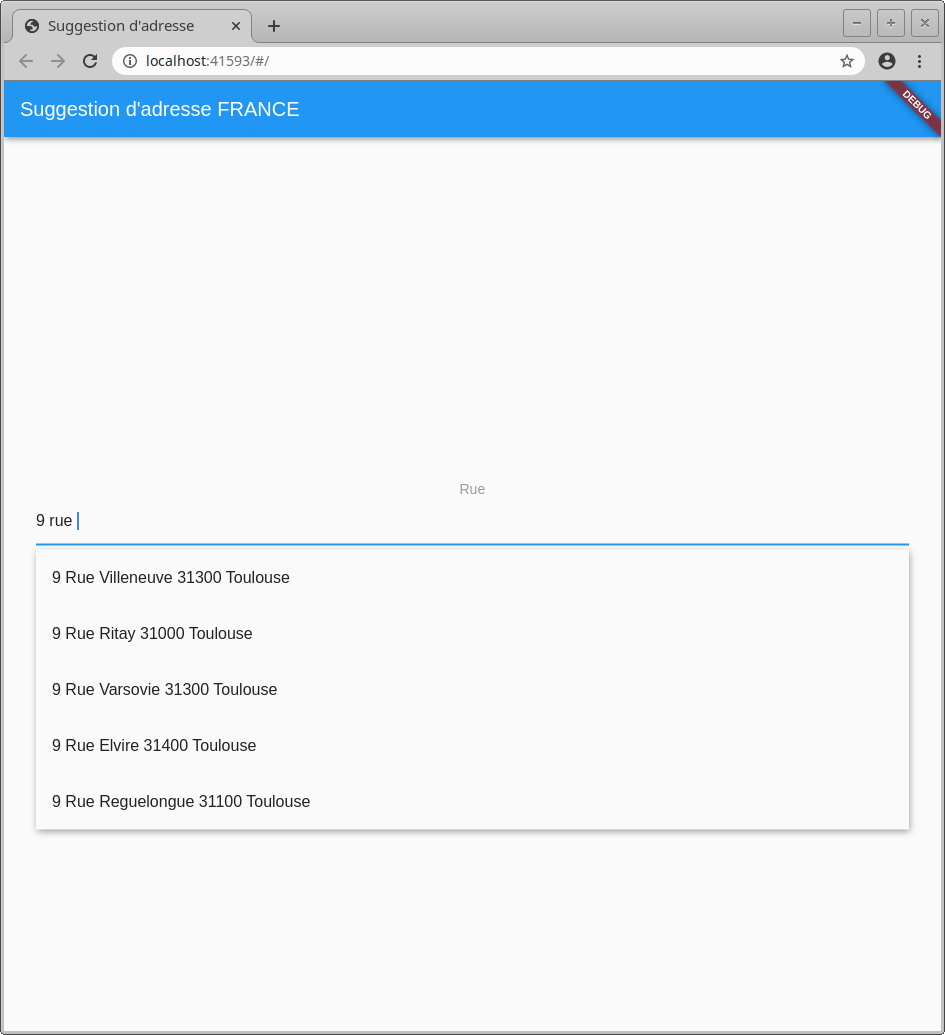 Suggestion d'adresse
localhost:41593/#/
Suggestion d'adresse FRANCE
DEBUG
Rue
9 rue
9 Rue Villeneuve 31300 Toulouse
9 Rue Ritay 31000 Toulouse
9 Rue Varsovie 31300 Toulouse
9 Rue Elvire 31400 Toulouse
9 Rue Reguelongue 31100 Toulouse